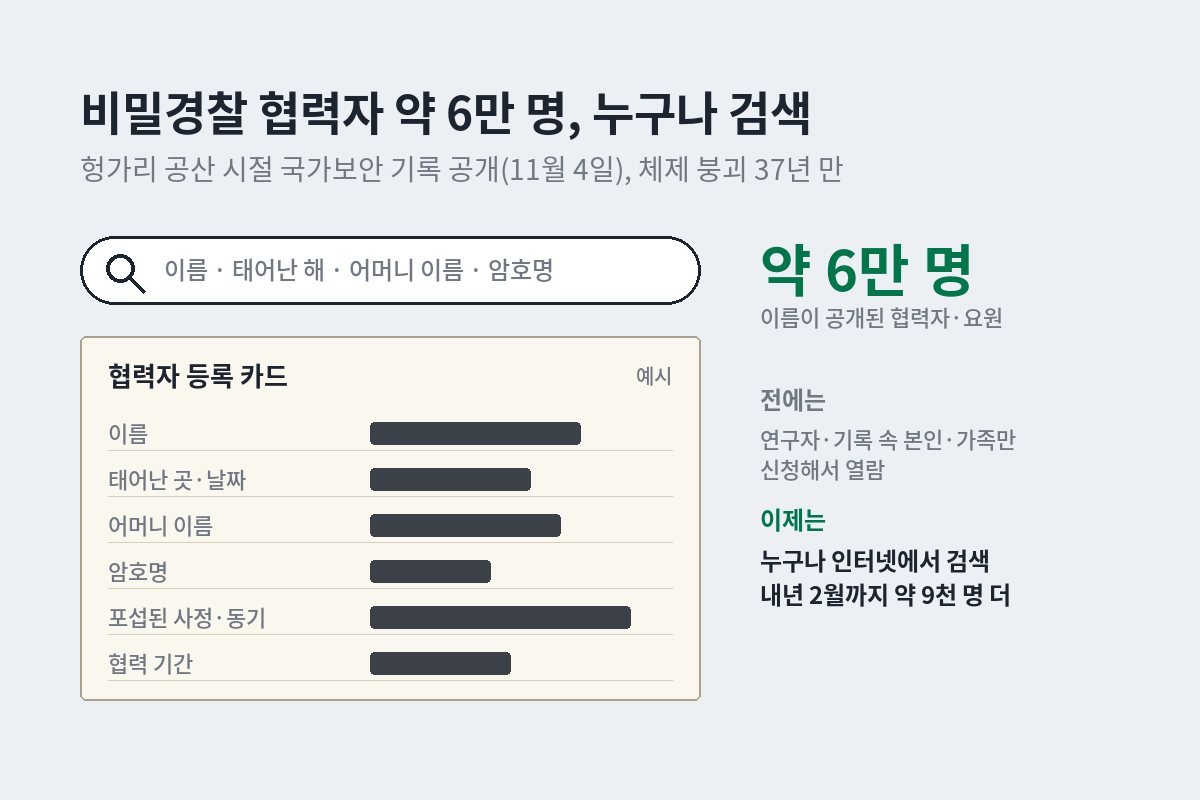 비밀경찰 협력자 약 6만 명, 누구나 검색
헝가리 공산 시절 국가보안 기록 공개(11월 4일), 체제 붕괴 37년 만
이름 · 태어난 해 · 어머니 이름 · 암호명
협력자 등록 카드
예시
이름
태어난 곳·날짜
어머니 이름
암호명
포섭된 사정·동기
협력 기간
약 6만 명
이름이 공개된 협력자·요원
전에는
연구자·기록 속 본인·가족만
신청해서 열람
이제는
누구나 인터넷에서 검색
내년 2월까지 약 9천 명 더